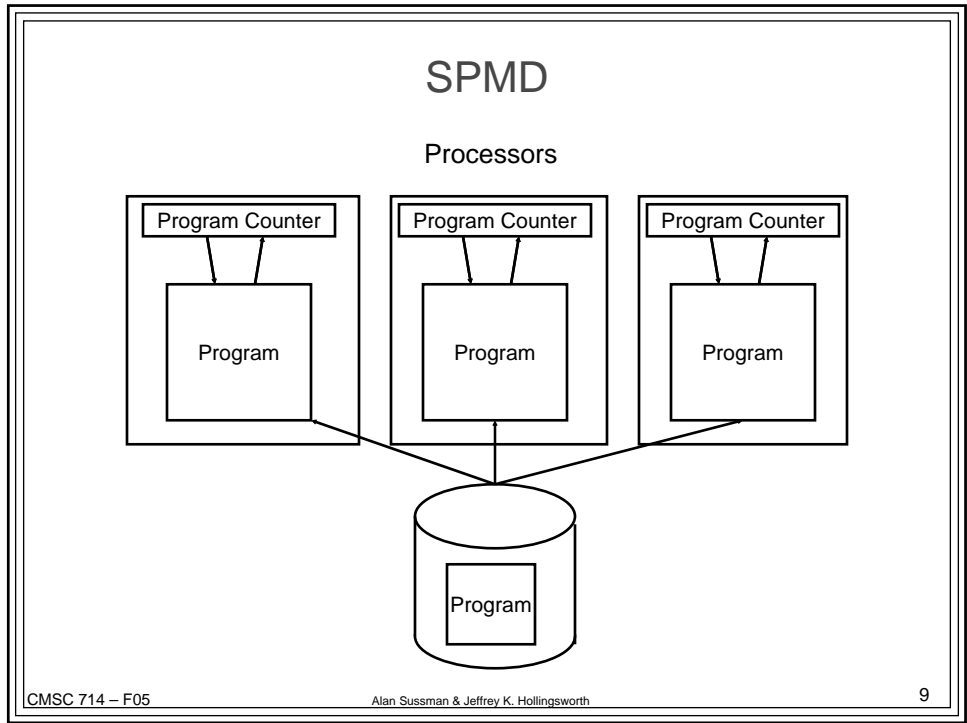 SPMD
Processors
Program Counter
Program Counter
Program Counter
Program
Program
Program
Program
CMSC 714 – F05
Alan Sussman & Jeffrey K. Hollingsworth
9